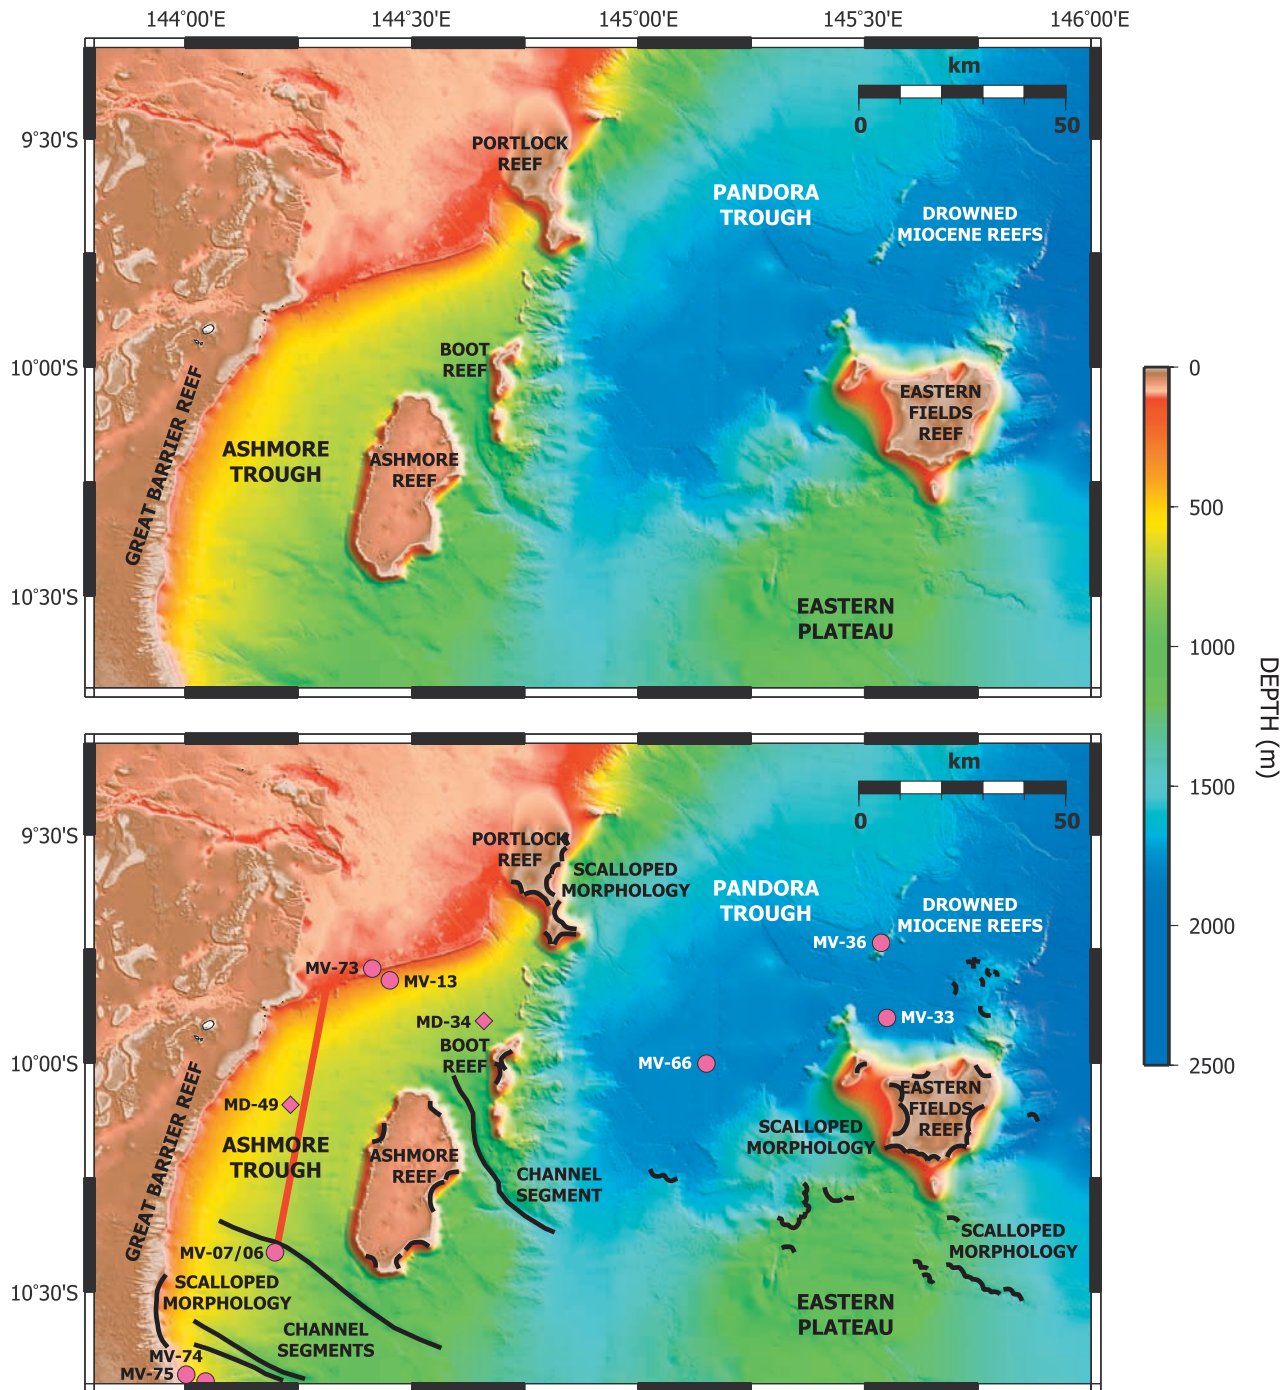 144°00'E 144°30'E 145°00'E 145°30'E 146°00'E
km
0 50
9°30'S
10°00'S
10°30'S
PORTLOCK
REEF
PANDORA
TROUGH
DROWNED
MIOCENE REEFS
BOOT
REEF
GREAT BARRIER REEF
ASHMORE
TROUGH
ASHMORE
REEF
EASTERN
FIELDS
REEF
EASTERN
PLATEAU
0
500
1000
1500
2000
2500
DEPTH (m)
km
0 50
9°30'S
10°00'S
10°30'S
PORTLOCK
REEF
SCALLOPED
MORPHOLOGY
PANDORA
TROUGH
DROWNED
MIOCENE REEFS
MV-36
MV-73
MV-13
MD-34
MV-33
BOOT
REEF
MV-66
GREAT BARRIER REEF
MD-49
ASHMORE
TROUGH
ASHMORE
REEF
EASTERN
FIELDS
REEF
SCALLOPED
MORPHOLOGY
CHANNEL
SEGMENT
MV-07/06
SCALLOPED
MORPHOLOGY
SCALLOPED
MORPHOLOGY
CHANNEL
SEGMENTS
EASTERN
PLATEAU
MV-74
MV-75